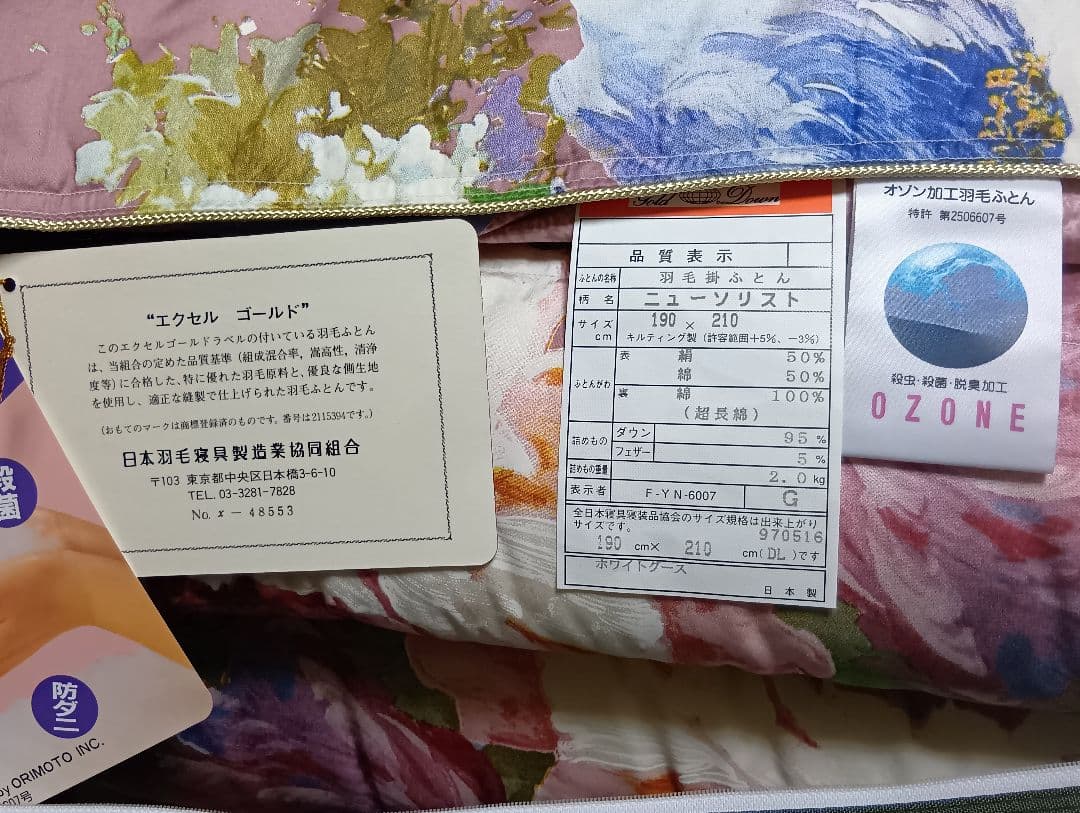 “エクセル ゴールド”
このエクセルゴールドラベルの付いている羽毛ふとん
は、当組合の定めた品質基準（組成混合率，嵩高性，清浄
度等）に合格した、特に優れた羽毛原料と、優良な側生地
を使用し、適正な縫製で仕上げられた羽毛ふとんです。
（おもてのマークは商標登録済のものです。番号は2115394です。）
日本羽毛寝具製造業協同組合
〒103 東京都中央区日本橋3-6-10
TEL. 03-3281-7828
No. x － 48553
殺菌
防ダニ
by ORIMOTO INC.
Gold Down
品質表示
ふとんの名称 羽毛掛ふとん
柄名 ニューソリスト
サイズcm 190 × 210
キルティング製（許容範囲+5%、−3%）
ふとんがわ 表 絹 50%
綿 50%
裏 綿 100%
（超長綿）
詰めもの ダウン 95%
フェザー 5%
詰めもの重量 2.0kg
表示者 F-YN-6007 G
全日本寝具寝装品協会のサイズ規格は出来上がり
サイズです。 970516
190 cm× 210 cm(DL)です
ホワイトグース
日本製
オゾン加工羽毛ふとん
特許 第2506607号
殺虫・殺菌・脱臭加工
OZONE